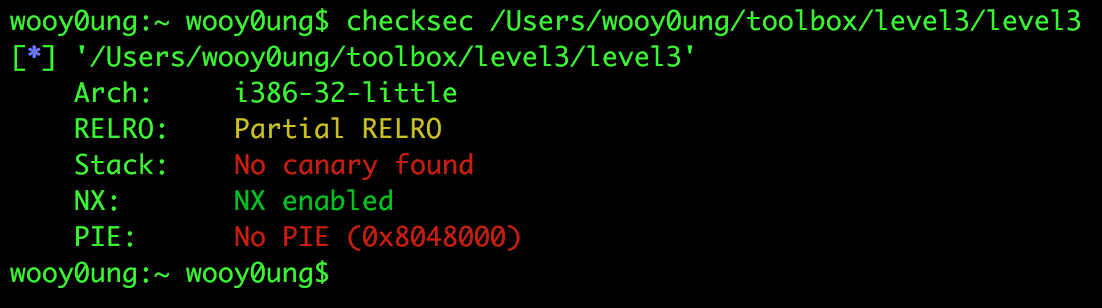 wooy0ung:~ wooy0ung$ checksec /Users/wooy0ung/toolbox/level3/level3
[*] '/Users/wooy0ung/toolbox/level3/level3'
    Arch:     i386-32-little
    RELRO:    Partial RELRO
    Stack:    No canary found
    NX:       NX enabled
    PIE:      No PIE (0x8048000)
wooy0ung:~ wooy0ung$